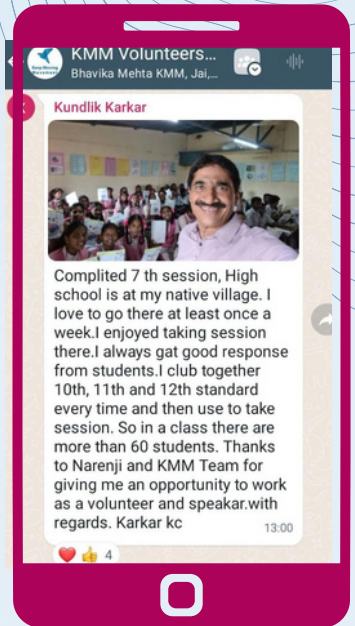 KMM Volunteers...
Bhavika Mehta KMM, Jai,...
Kundlik Karkar
Complited 7 th session, High
school is at my native village. I
love to go there at least once a
week.I enjoyed taking session
there.I always gat good response
from students.I club together
10th, 11th and 12th standard
every time and then use to take
session. So in a class there are
more than 60 students. Thanks
to Narenji and KMM Team for
giving me an opportunity to work
as a volunteer and speakar.with
regards. Karkar kc
13:00
4